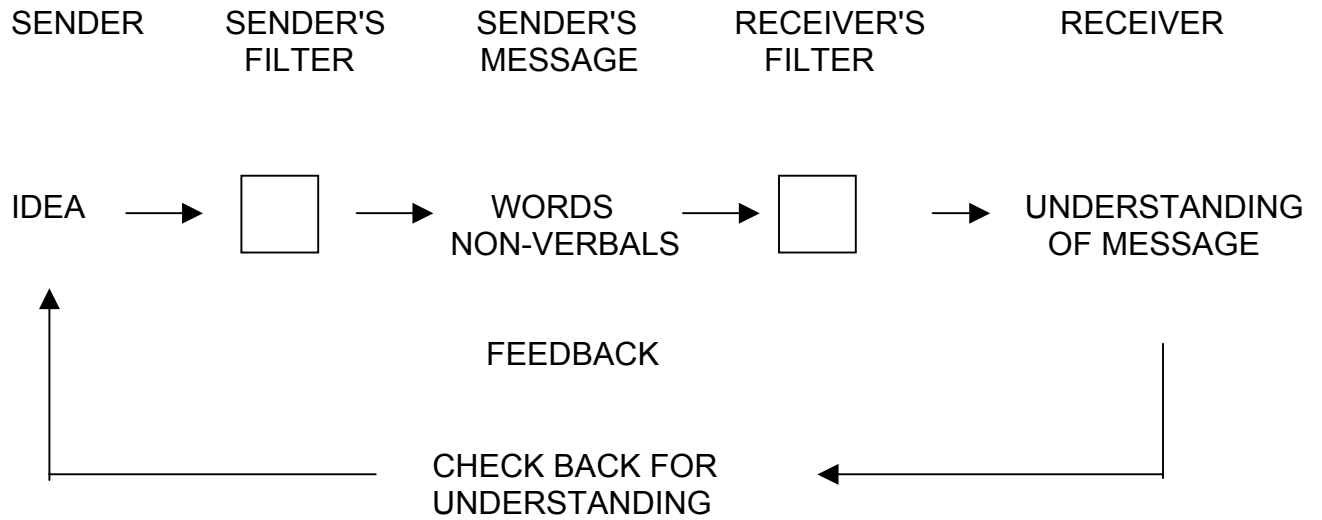 SENDER SENDER'S SENDER'S RECEIVER'S RECEIVER
FILTER MESSAGE FILTER
IDEA WORDS UNDERSTANDING
NON-VERBALS OF MESSAGE
FEEDBACK
CHECK BACK FOR
UNDERSTANDING